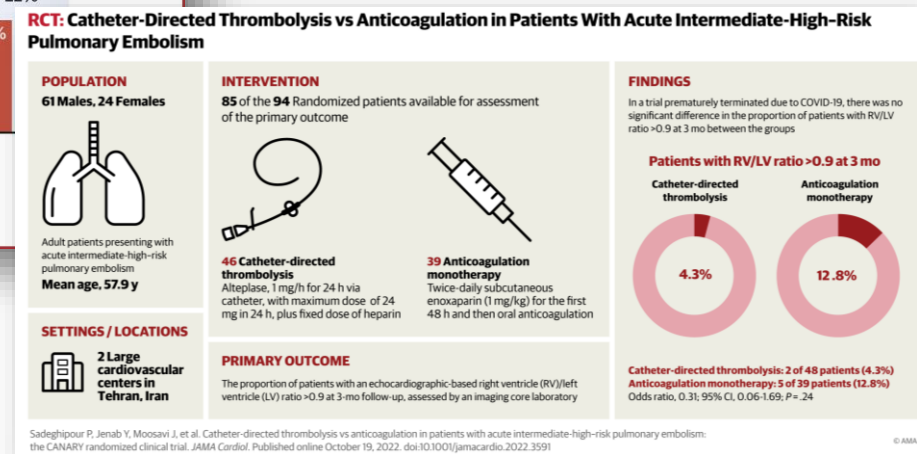 RCT: Catheter-Directed Thrombolysis vs Anticoagulation in Patients With Acute Intermediate-High-Risk
Pulmonary Embolism
POPULATION
61 Males, 24 Females
Adult patients presenting with
acute intermediate-high-risk
pulmonary embolism
Mean age, 57.9 y
SETTINGS / LOCATIONS
2 Large
cardiovascular
centers in
Tehran, Iran
INTERVENTION
85 of the 94 Randomized patients available for assessment
of the primary outcome
46 Catheter-directed
thrombolysis
Alteplase, 1 mg/h for 24 h via
catheter, with maximum dose of 24
mg in 24 h, plus fixed dose of heparin
39 Anticoagulation
monotherapy
Twice-daily subcutaneous
enoxaparin (1 mg/kg) for the first
48 h and then oral anticoagulation
PRIMARY OUTCOME
The proportion of patients with an echocardiographic-based right ventricle (RV)/left
ventricle (LV) ratio >0.9 at 3-mo follow-up, assessed by an imaging core laboratory
FINDINGS
In a trial prematurely terminated due to COVID-19, there was no
significant difference in the proportion of patients with RV/LV
ratio >0.9 at 3 mo between the groups
Patients with RV/LV ratio >0.9 at 3 mo
Catheter-directed
thrombolysis
4.3%
Anticoagulation
monotherapy
12.8%
Catheter-directed thrombolysis: 2 of 48 patients (4.3%)
Anticoagulation monotherapy: 5 of 39 patients (12.8%)
Odds ratio, 0.31; 95% CI, 0.06-1.69; P = .24
Sadeghipour P, Jenab Y, Moosavi J, et al. Catheter-directed thrombolysis vs anticoagulation in patients with acute intermediate-high-risk pulmonary embolism:
the CANARY randomized clinical trial. JAMA Cardiol. Published online October 19, 2022. doi:10.1001/jamacardio.2022.3591
© AMA